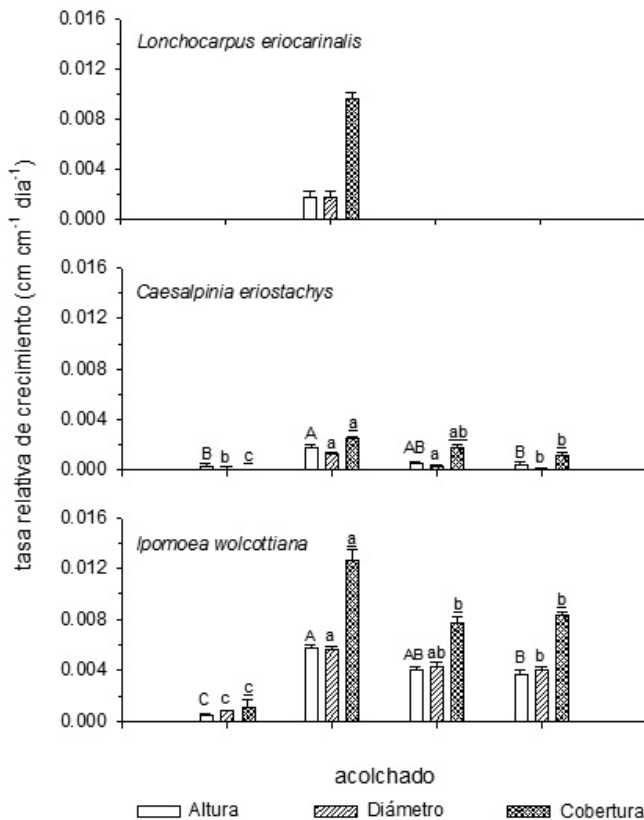 tasa relativa de crecimiento (cm cm⁻¹ dia⁻¹)
0.016
0.012
0.008
0.004
0.000
Lonchocarpus eriocarinalis
0.016
0.012
0.008
0.004
0.000
Caesalpinia eriostachys
B b c
A a a
AB a ab
B b b
0.016
0.012
0.008
0.004
0.000
Ipomoea wolcottiana
C c c
A a a
AB ab b
B b b
acolchado
Altura Diámetro Cobertura